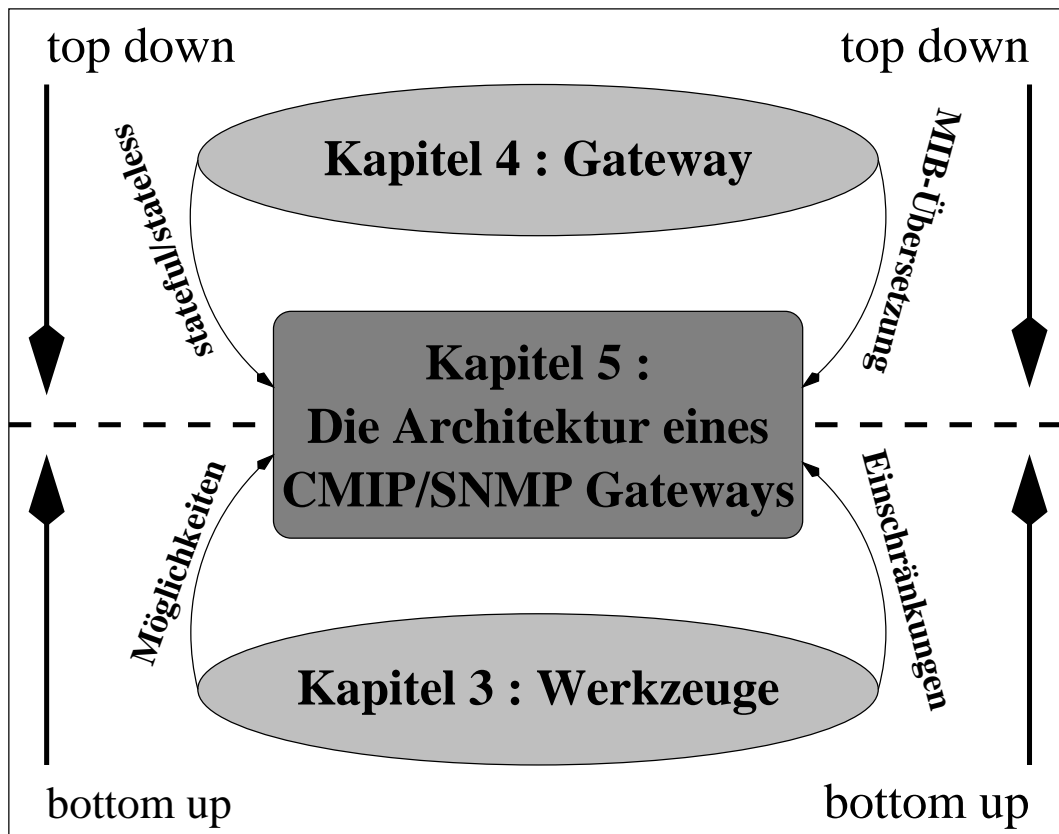 top down
top down
Kapitel 4 : Gateway
stateful/stateless
MIB-Übersetzung
Kapitel 5 :
Die Architektur eines
CMIP/SNMP Gateways
Möglichkeiten
Einschränkungen
Kapitel 3 : Werkzeuge
bottom up
bottom up